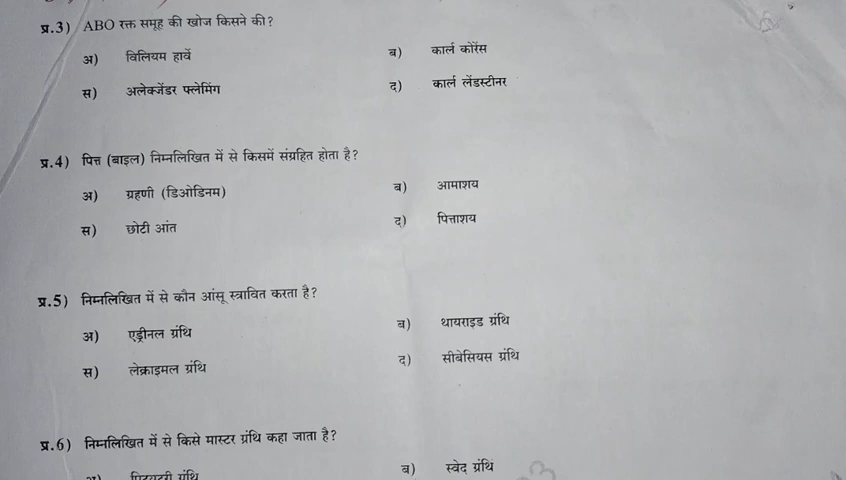 प्र.3) ABO रक्त समूह की खोज किसने की?
अ) विलियम हार्वे ब) कार्ल कोरेंस
स) अलेक्जेंडर फ्लेमिंग द) कार्ल लेंडस्टीनर
प्र.4) पित्त (बाइल) निम्नलिखित में से किसमें संग्रहित होता है?
अ) ग्रहणी (डिओडिनम) ब) आमाशय
स) छोटी आंत द) पित्ताशय
प्र.5) निम्नलिखित में से कौन आंसू स्त्रावित करता है?
अ) एड्रीनल ग्रंथि ब) थायराइड ग्रंथि
स) लेक्राइमल ग्रंथि द) सीबेसियस ग्रंथि
प्र.6) निम्नलिखित में से किसे मास्टर ग्रंथि कहा जाता है?
अ) पिट्यूटरी ग्रंथि ब) स्वेद ग्रंथि